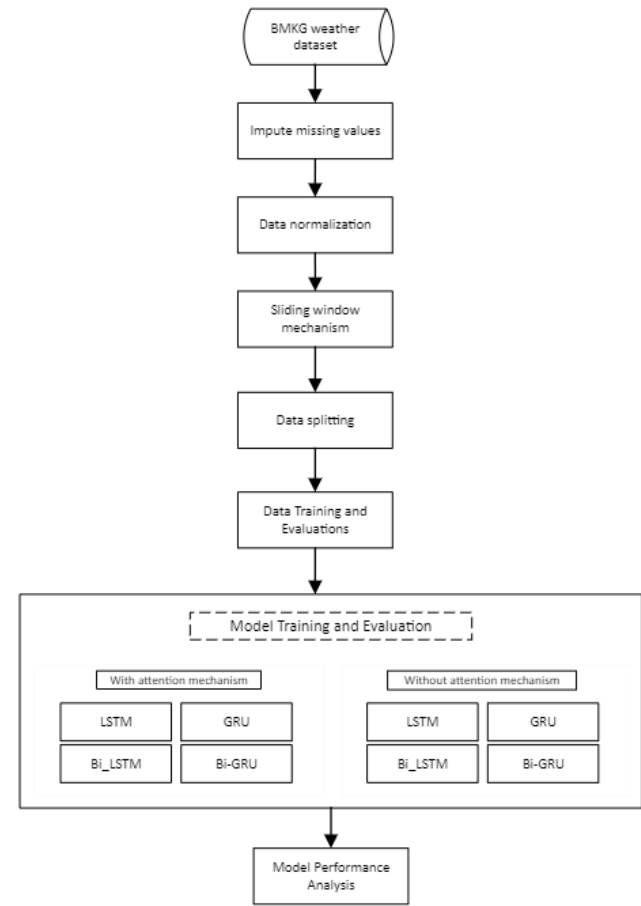 BMKG weather
dataset
Impute missing values
Data normalization
Sliding window
mechanism
Data splitting
Data Training and
Evaluations
Model Training and Evaluation
With attention mechanism
LSTM
GRU
Bi_LSTM
Bi-GRU
Without attention mechanism
LSTM
GRU
Bi_LSTM
Bi-GRU
Model Performance
Analysis